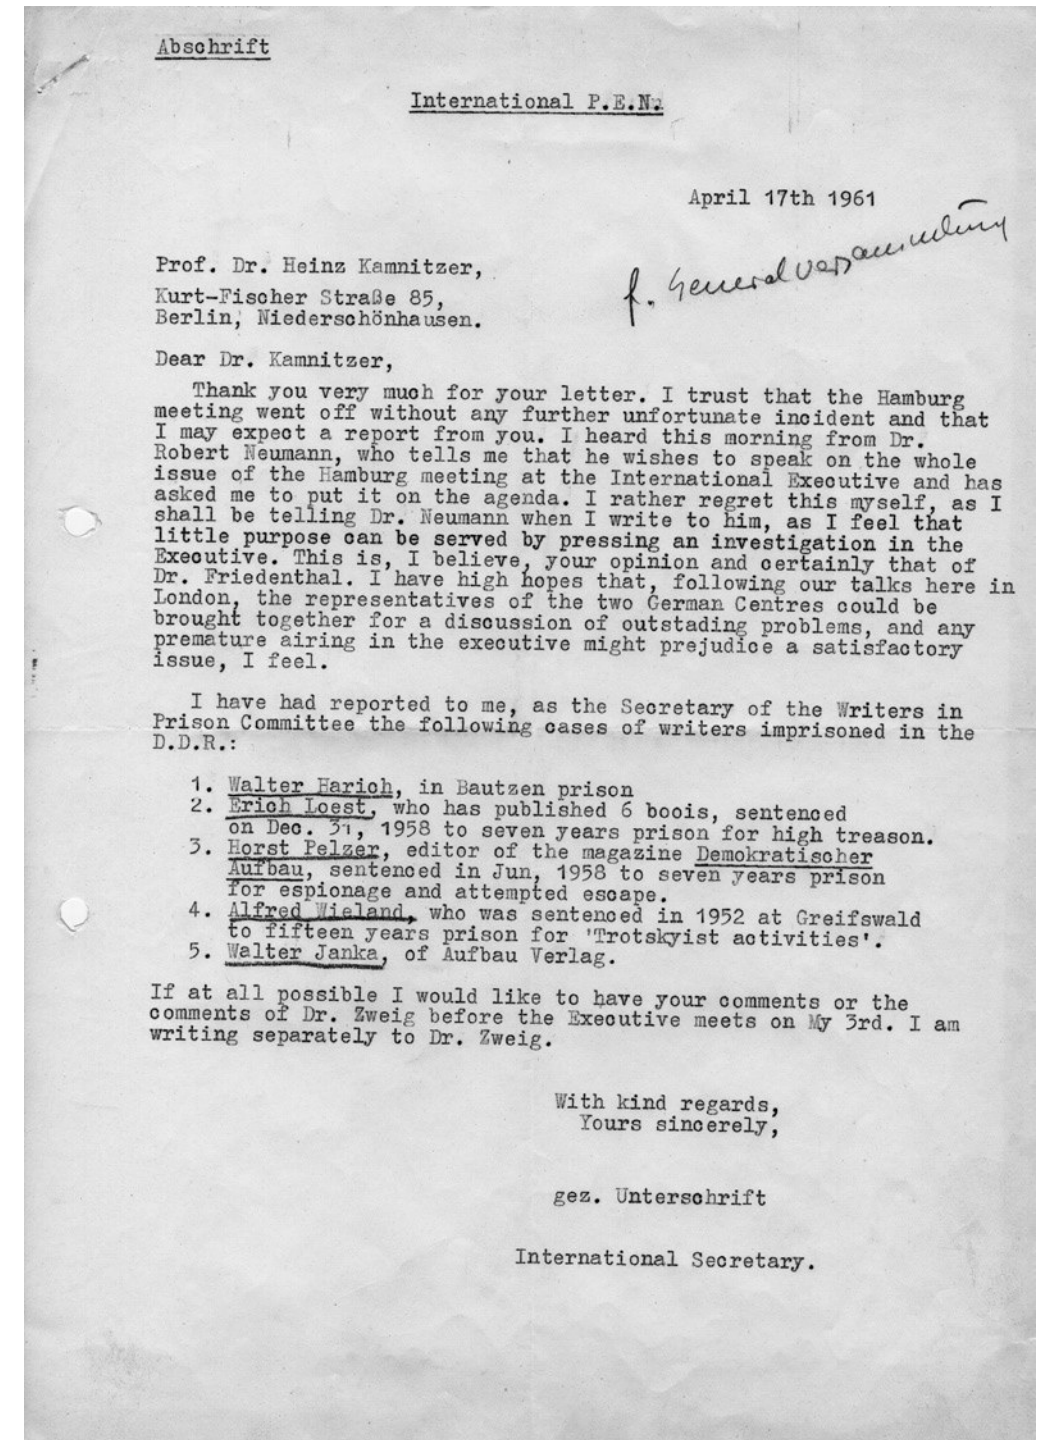 Abschrift
International P.E.N.
April 17th 1961
f. Generalversammlung
Prof. Dr. Heinz Kamnitzer,
Kurt-Fischer Straße 85,
Berlin, Niederschönhausen.
Dear Dr. Kamnitzer,
Thank you very much for your letter. I trust that the Hamburg
meeting went off without any further unfortunate incident and that
I may expect a report from you. I heard this morning from Dr.
Robert Neumann, who tells me that he wishes to speak on the whole
issue of the Hamburg meeting at the International Executive and has
asked me to put it on the agenda. I rather regret this myself, as I
shall be telling Dr. Neumann when I write to him, as I feel that
little purpose can be served by pressing an investigation in the
Executive. This is, I believe, your opinion and certainly that of
Dr. Friedenthal. I have high hopes that, following our talks here in
London, the representatives of the two German Centres could be
brought together for a discussion of outstading problems, and any
premature airing in the executive might prejudice a satisfactory
issue, I feel.
I have had reported to me, as the Secretary of the Writers in
Prison Committee the following cases of writers imprisoned in the
D.D.R.:
1. Walter Harich, in Bautzen prison
2. Erich Loest, who has published 6 boois, sentenced
on Dec. 31, 1958 to seven years prison for high treason.
3. Horst Pelzer, editor of the magazine Demokratischer
Aufbau, sentenced in Jun, 1958 to seven years prison
for espionage and attempted escape.
4. Alfred Wieland, who was sentenced in 1952 at Greifswald
to fifteen years prison for 'Trotskyist activities'.
5. Walter Janka, of Aufbau Verlag.
If at all possible I would like to have your comments or the
comments of Dr. Zweig before the Executive meets on My 3rd. I am
writing separately to Dr. Zweig.
With kind regards,
Yours sincerely,
gez. Unterschrift
International Secretary.